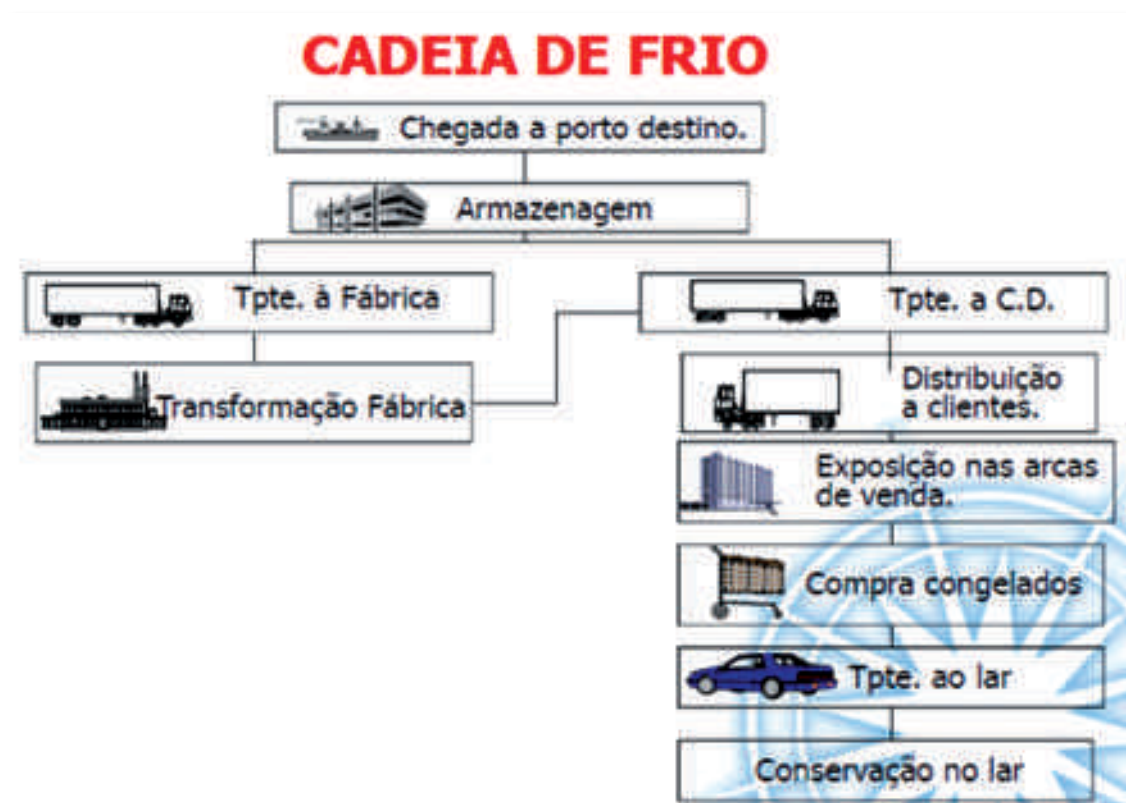 CADEIA DE FRIO
Chegada a porto destino.
Armazenagem
Tpte. à Fábrica
Tpte. a C.D.
Transformação Fábrica
Distribuição
a clientes.
Exposição nas arcas
de venda.
Compra congelados
Tpte. ao lar
Conservação no lar